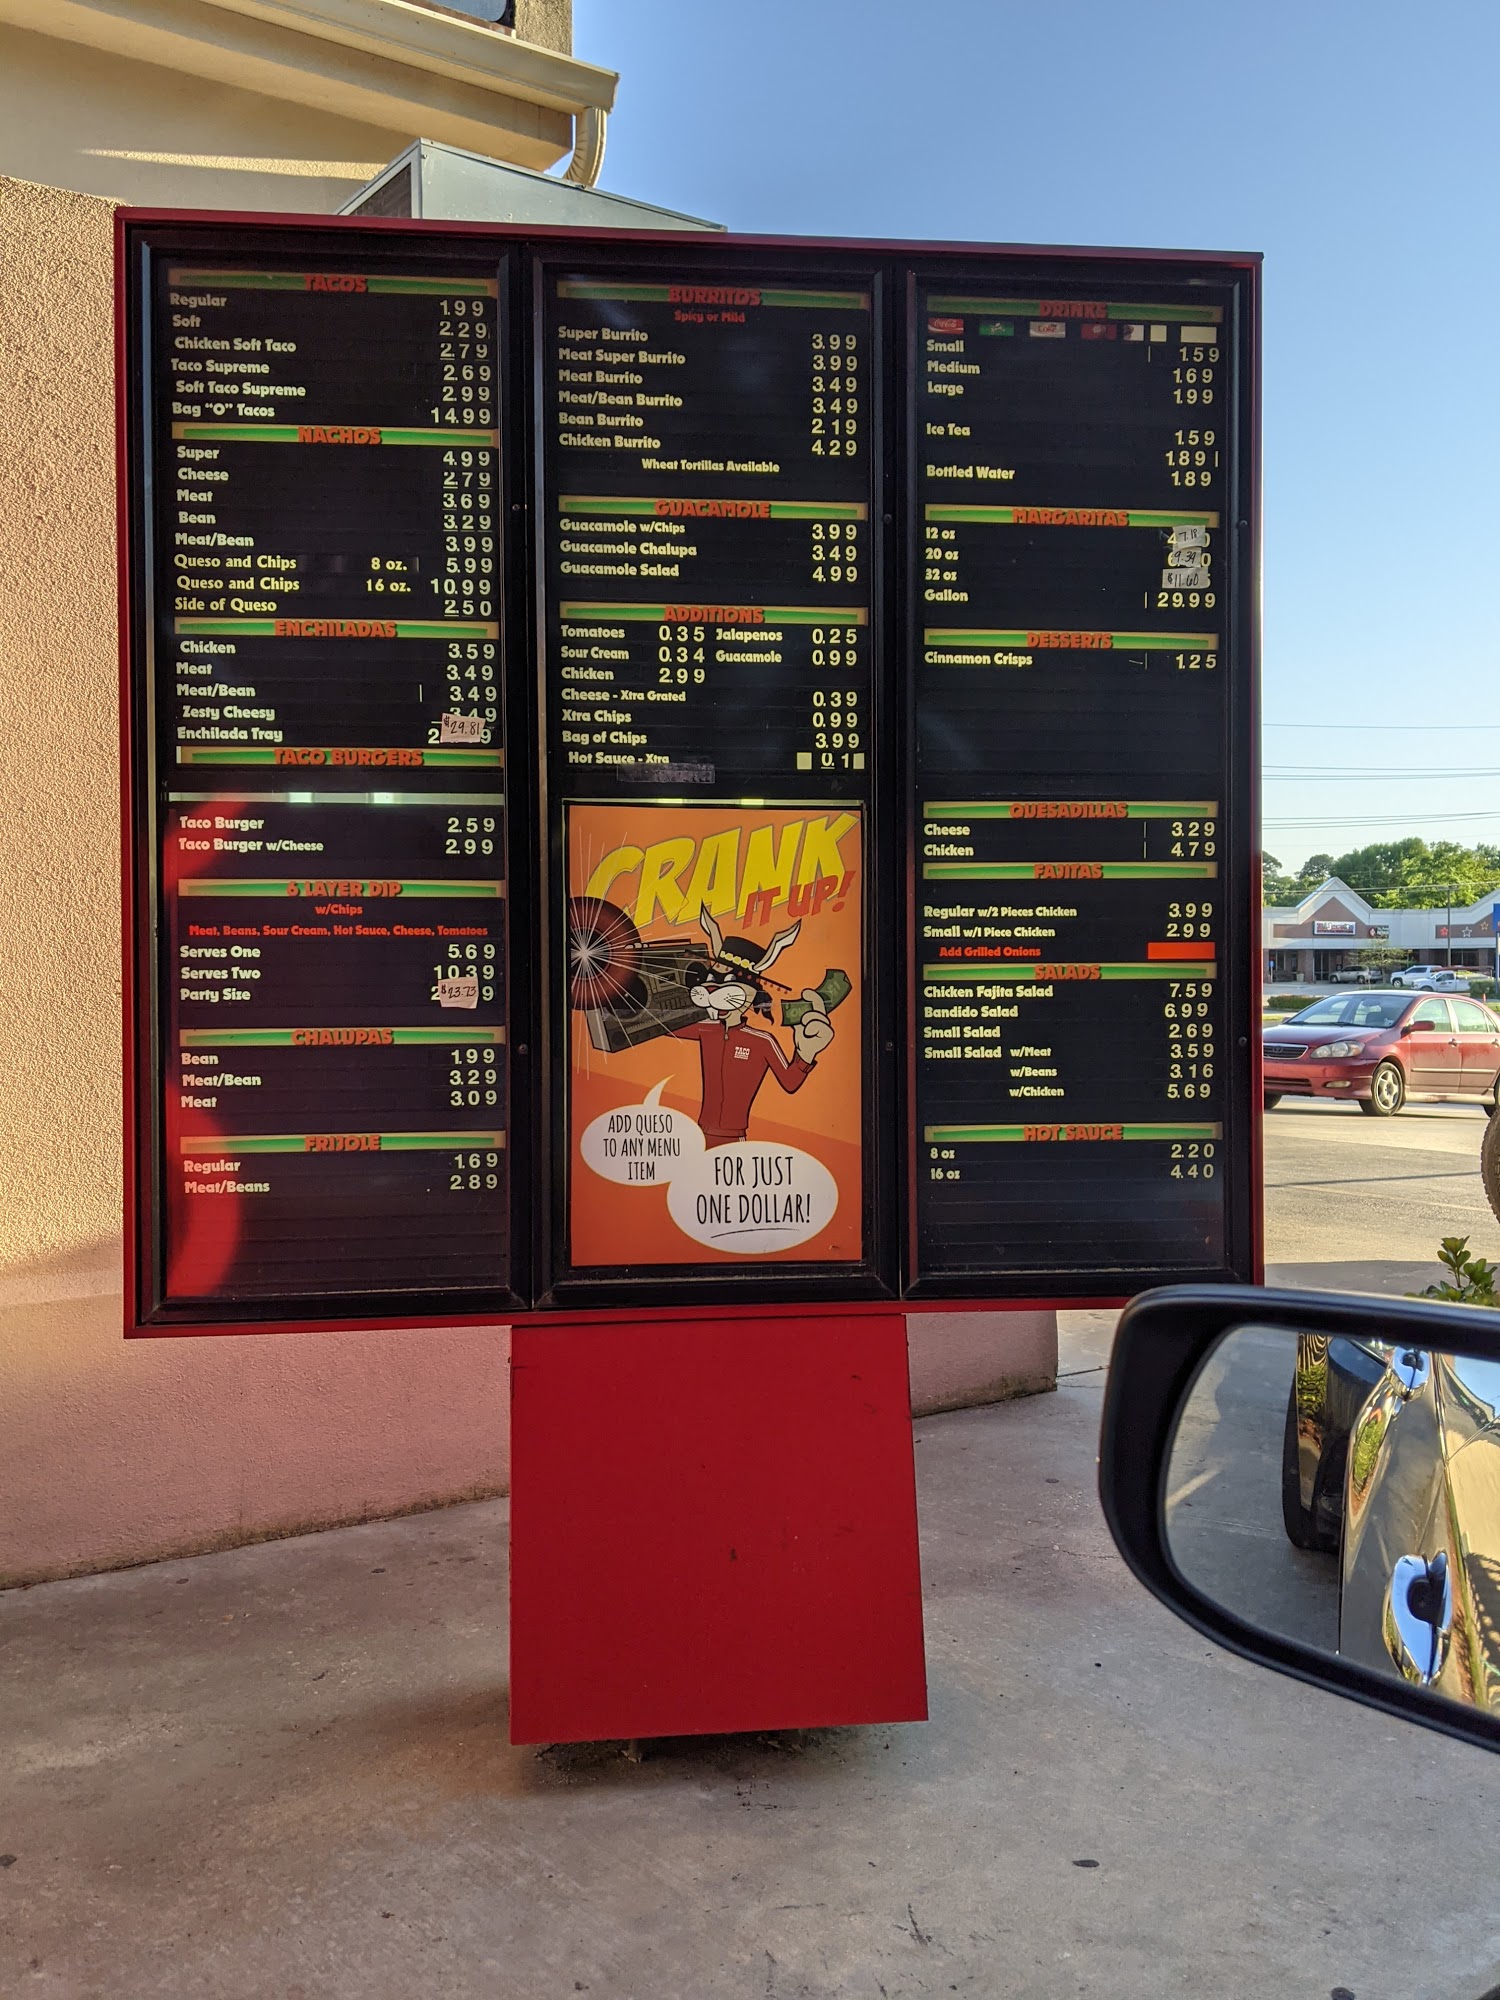 TACOS
Regular 1.99
Soft 2.29
Chicken Soft Taco 2.79
Taco Supreme 2.69
Soft Taco Supreme 2.99
Bag "O" Tacos 14.99
NACHOS
Super 4.99
Cheese 2.79
Meat 3.69
Bean 3.29
Meat/Bean 3.99
Queso and Chips 8 oz. 5.99
Queso and Chips 16 oz. 10.99
Side of Queso 2.50
ENCHILADAS
Chicken 3.59
Meat 3.49
Meat/Bean 3.49
Zesty Cheesy 3.49
Enchilada Tray $29.81
TACO BURGERS
Taco Burger 2.59
Taco Burger w/Cheese 2.99
6 LAYER DIP
w/Chips
Meat, Beans, Sour Cream, Hot Sauce, Cheese, Tomatoes
Serves One 5.69
Serves Two 10.39
Party Size $23.73
CHALUPAS
Bean 1.99
Meat/Bean 3.29
Meat 3.09
FRIJOLE
Regular 1.69
Meat/Beans 2.89
BURRITOS
Spicy or Mild
Super Burrito 3.99
Meat Super Burrito 3.99
Meat Burrito 3.49
Meat/Bean Burrito 3.49
Bean Burrito 2.19
Chicken Burrito 4.29
Wheat Tortillas Available
GUACAMOLE
Guacamole w/Chips 3.99
Guacamole Chalupa 3.49
Guacamole Salad 4.99
ADDITIONS
Tomatoes 0.35 Jalapenos 0.25
Sour Cream 0.34 Guacamole 0.99
Chicken 2.99
Cheese - Xtra Grated 0.39
Xtra Chips 0.99
Bag of Chips 3.99
Hot Sauce - Xtra 0.1
CRANK
IT UP!
TACO
ADD QUESO
TO ANY MENU
ITEM
FOR JUST
ONE DOLLAR!
DRINKS
Coca-Cola
Small 1.59
Medium 1.69
Large 1.99
Ice Tea 1.59
1.89
Bottled Water 1.89
MARGARITAS
12 oz 7.18
20 oz 9.39
32 oz $11.60
Gallon 29.99
DESSERTS
Cinnamon Crisps 1.25
QUESADILLAS
Cheese 3.29
Chicken 4.79
FAJITAS
Regular w/2 Pieces Chicken 3.99
Small w/1 Piece Chicken 2.99
Add Grilled Onions
SALADS
Chicken Fajita Salad 7.59
Bandido Salad 6.99
Small Salad 2.69
Small Salad w/Meat 3.59
w/Beans 3.16
w/Chicken 5.69
HOT SAUCE
8 oz 2.20
16 oz 4.40